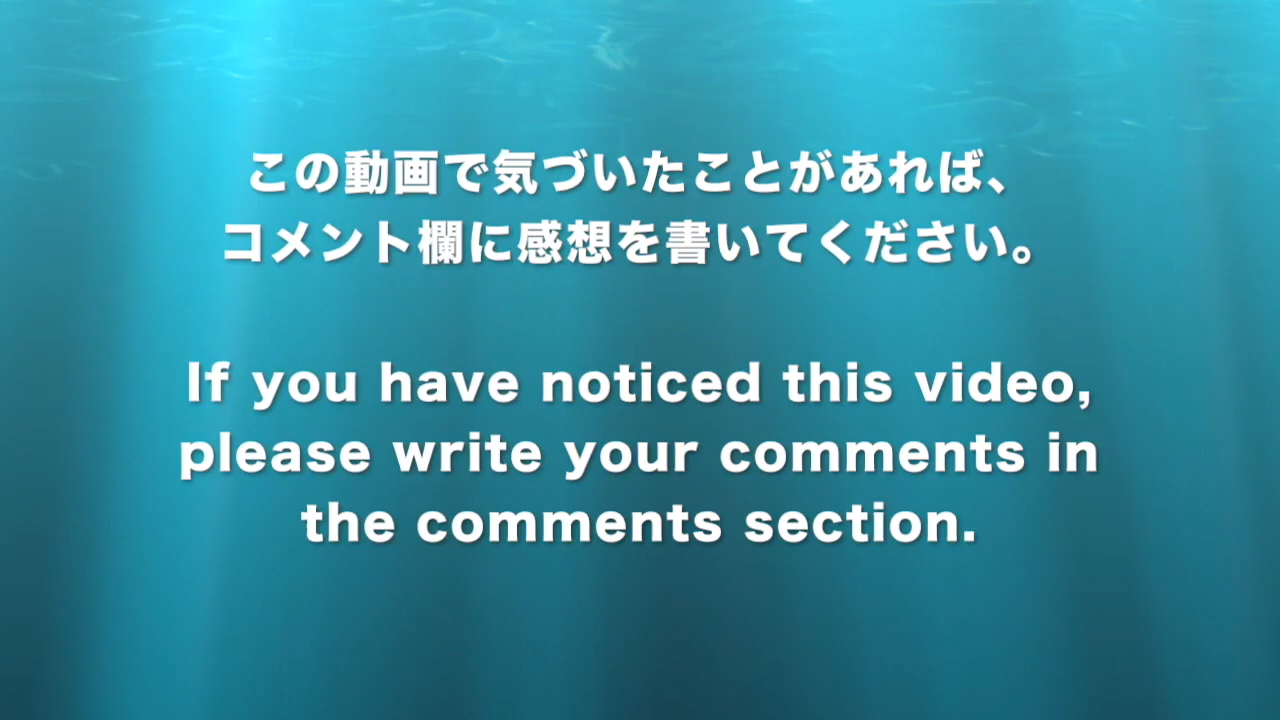 この動画で気づいたことがあれば、
コメント欄に感想を書いてください。
If you have noticed this video,
please write your comments in
the comments section.